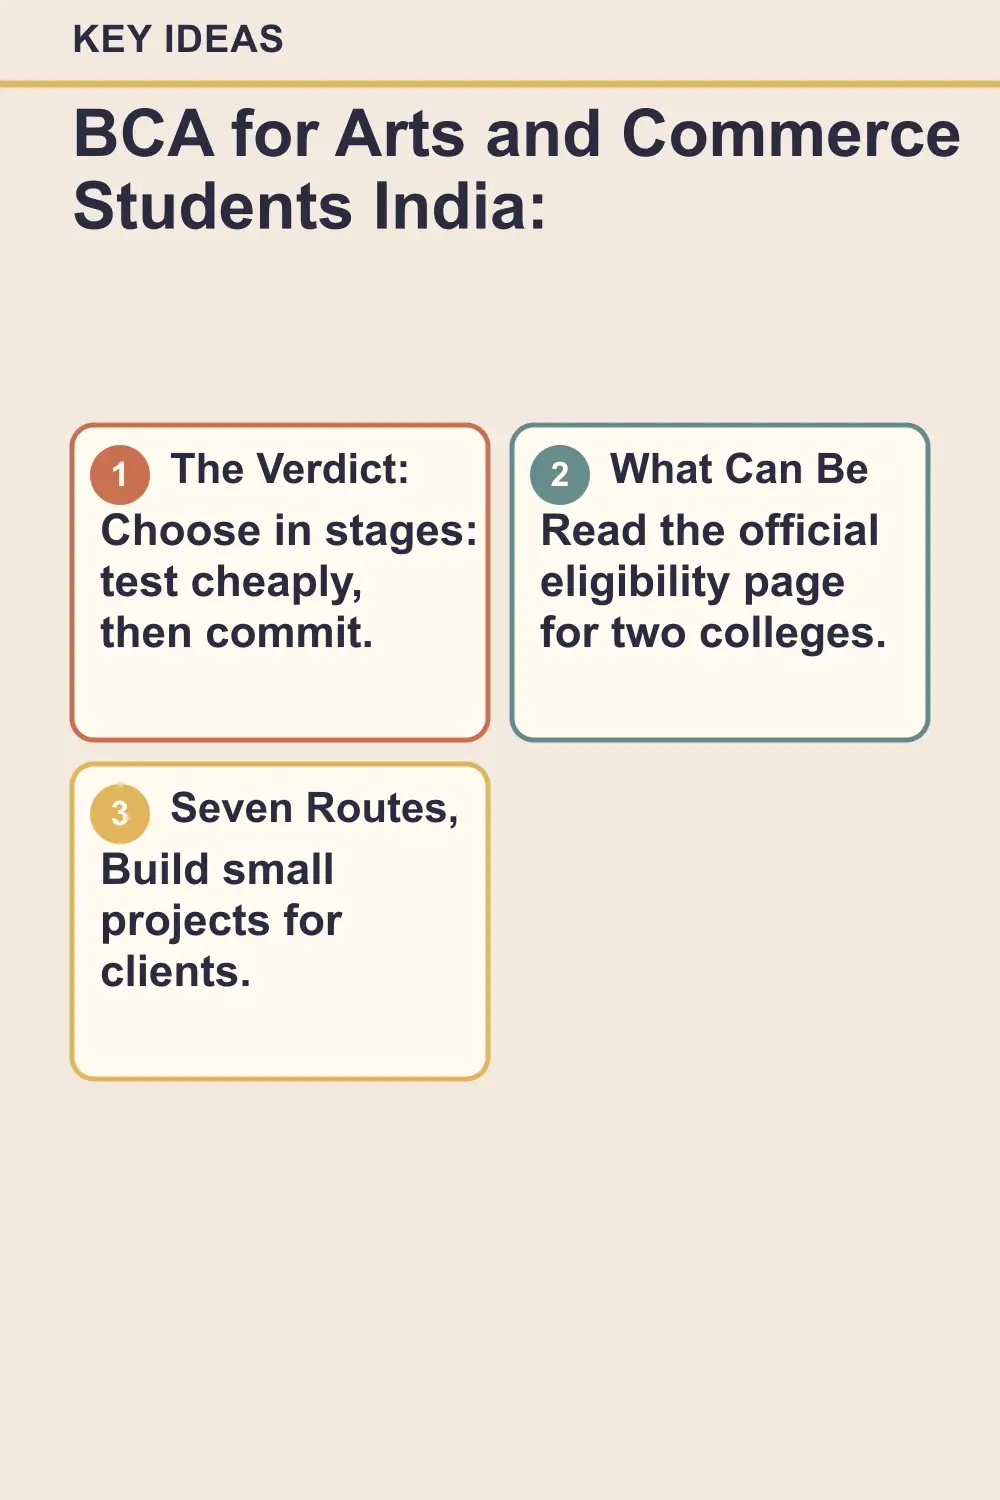 KEY IDEAS
BCA for Arts and Commerce
Students India:
1 The Verdict:
Choose in stages:
test cheaply,
then commit.
2 What Can Be
Read the official
eligibility page
for two colleges.
3 Seven Routes,
Build small
projects for
clients.